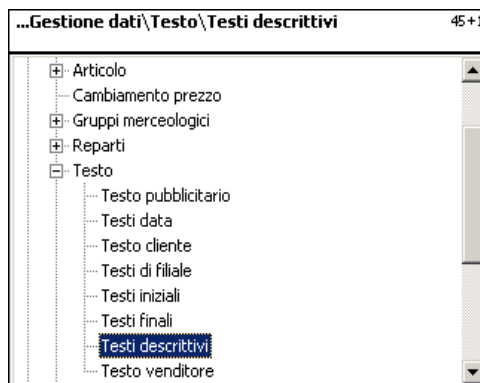 ...Gestione dati\Testo\Testi descrittivi 45+1
Articolo
Cambiamento prezzo
Gruppi merceologici
Reparti
Testo
Testo pubblicitario
Testi data
Testo cliente
Testi di filiale
Testi iniziali
Testi finali
Testi descrittivi
Testo venditore